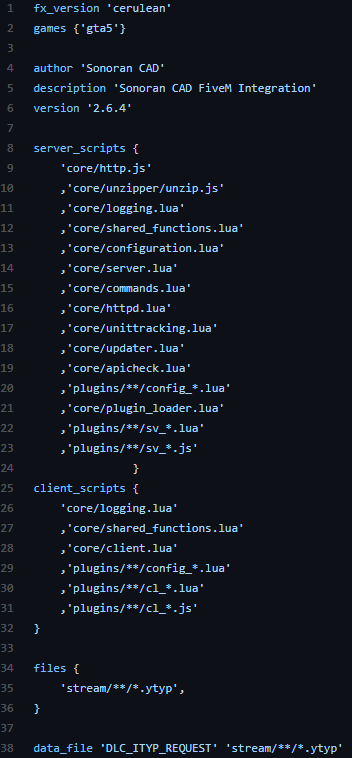 1 fx_version 'cerulean'
2 games {'gta5'}
3
4 author 'Sonoran CAD'
5 description 'Sonoran CAD FiveM Integration'
6 version '2.6.4'
7
8 server_scripts {
9     'core/http.js'
10     ,'core/unzipper/unzip.js'
11     ,'core/logging.lua'
12     ,'core/shared_functions.lua'
13     ,'core/configuration.lua'
14     ,'core/server.lua'
15     ,'core/commands.lua'
16     ,'core/httpd.lua'
17     ,'core/unittracking.lua'
18     ,'core/updater.lua'
19     ,'core/apicheck.lua'
20     ,'plugins/**/config_*.lua'
21     ,'core/plugin_loader.lua'
22     ,'plugins/**/sv_*.lua'
23     ,'plugins/**/sv_*.js'
24                }
25 client_scripts {
26     'core/logging.lua'
27     ,'core/shared_functions.lua'
28     ,'core/client.lua'
29     ,'plugins/**/config_*.lua'
30     ,'plugins/**/cl_*.lua'
31     ,'plugins/**/cl_*.js'
32 }
33
34 files {
35     'stream/**/*.ytyp',
36 }
37
38 data_file 'DLC_ITYP_REQUEST' 'stream/**/*.ytyp'